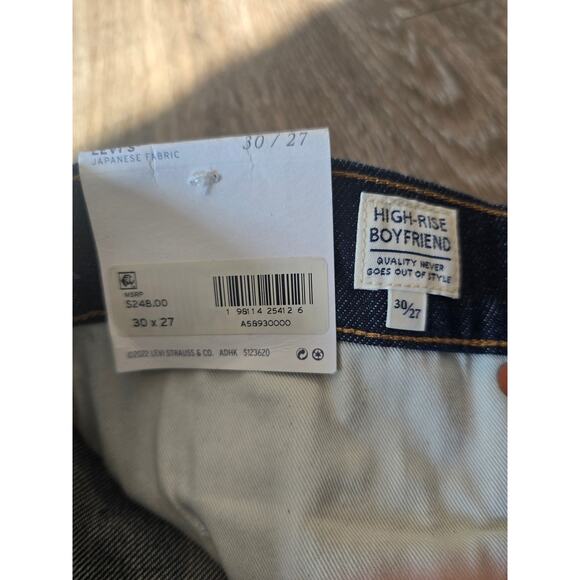 LEVI'S
JAPANESE FABRIC
30 / 27
MSRP
$248.00
30 x 27
1 98114 25412 6
A58930000
©2022 LEVI STRAUSS & CO. ADHK S123620
HIGH-RISE
BOYFRIEND
QUALITY NEVER
GOES OUT OF STYLE
30/27